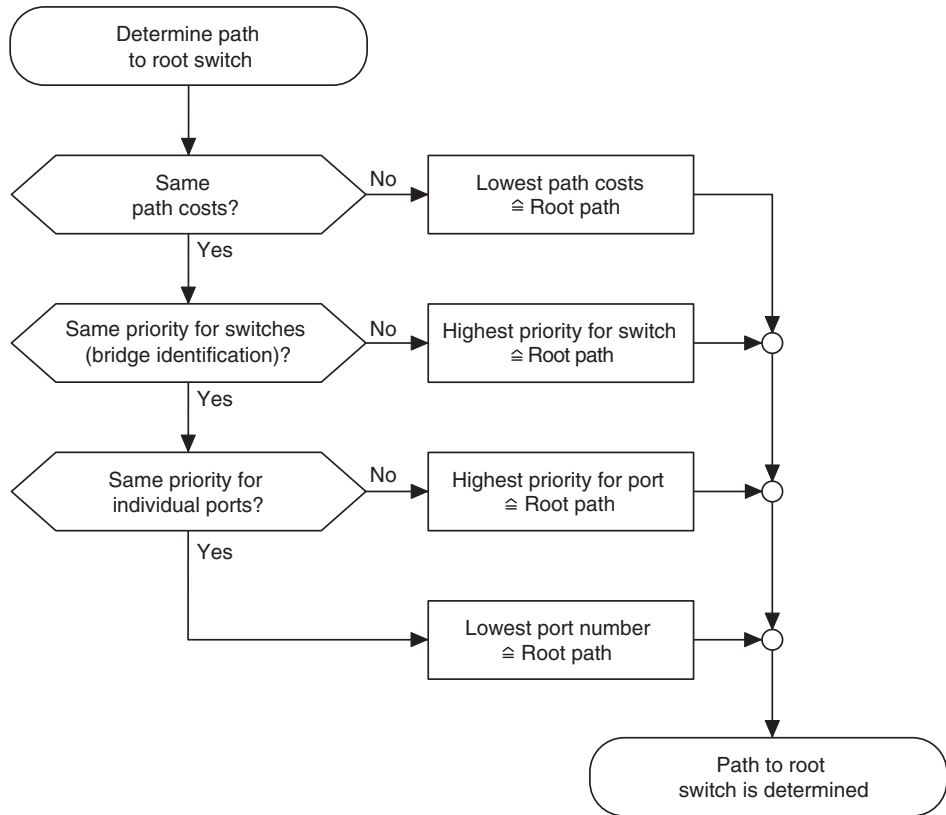 Determine path
to root switch
Same
path costs?
No
Lowest path costs
≙ Root path
Yes
Same priority for switches
(bridge identification)?
No
Highest priority for switch
≙ Root path
Yes
Same priority for
individual ports?
No
Highest priority for port
≙ Root path
Yes
Lowest port number
≙ Root path
Path to root
switch is determined